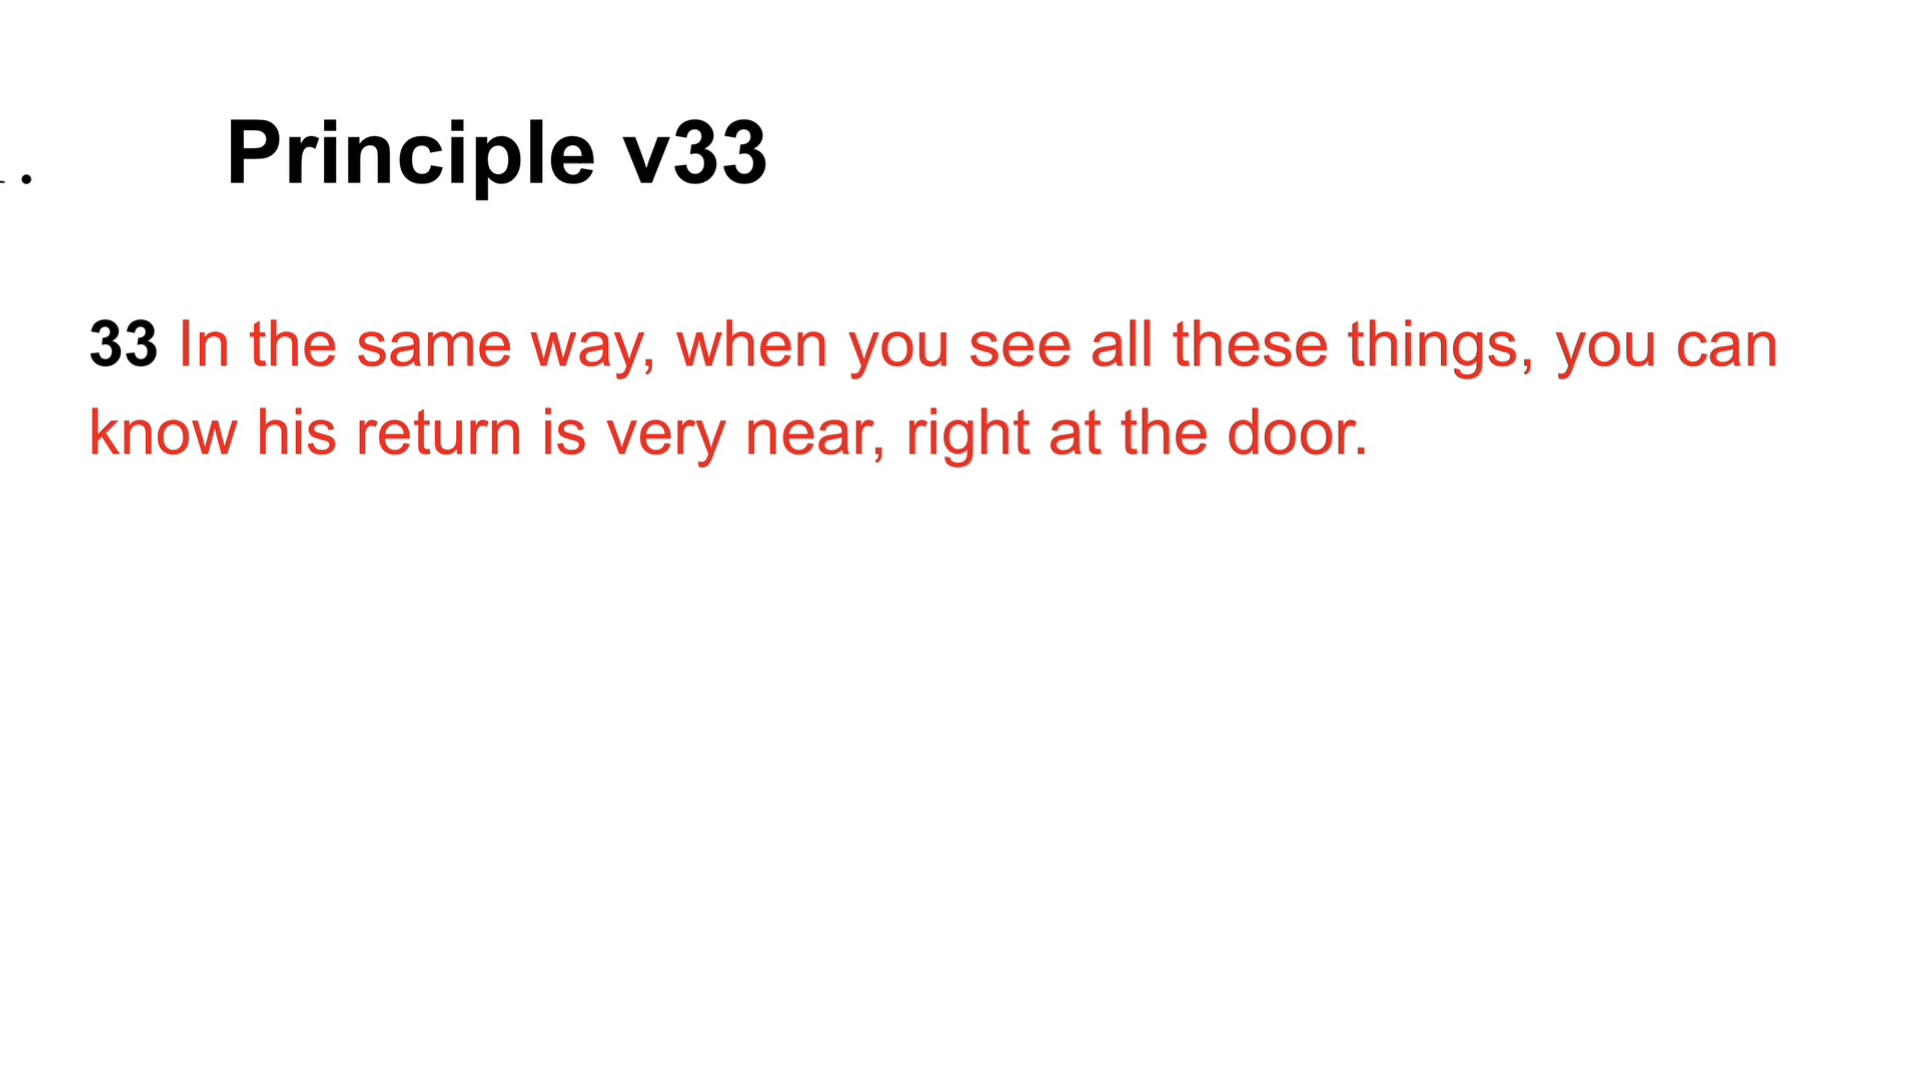 Principle v33
33 In the same way, when you see all these things, you can
know his return is very near, right at the door.